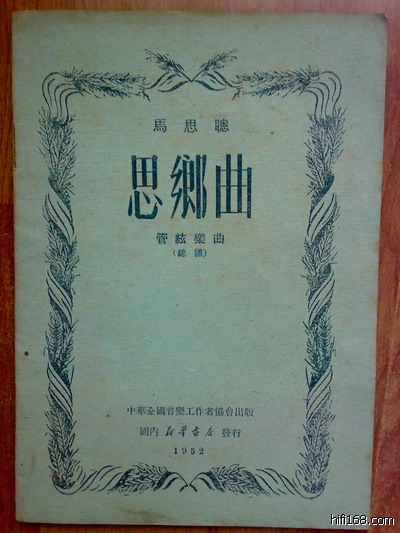 馬思聰
思鄉曲
管絃樂曲
(總譜)
中華全國音樂工作者協會出版
國內 新華書店 發行
1952
hifi168.com